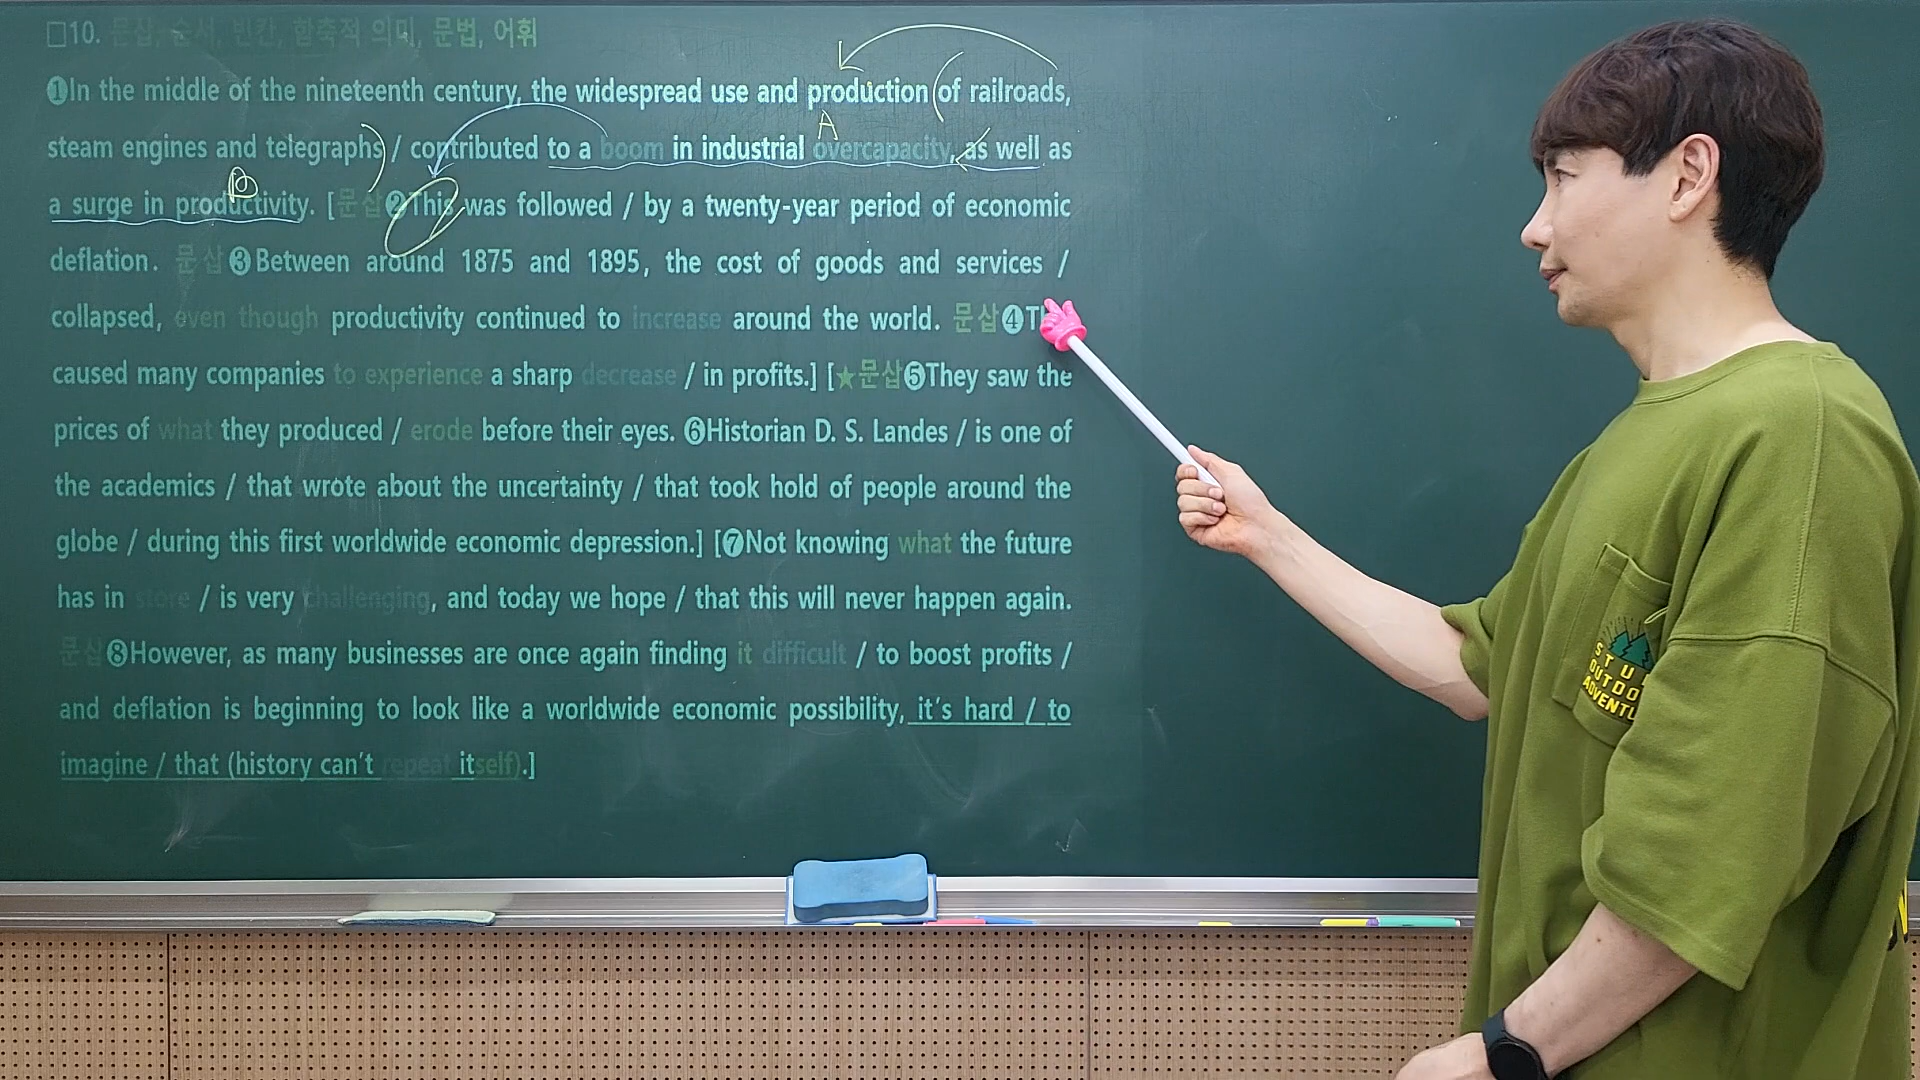 □10. 문삽, 순서, 빈칸, 함축적 의미, 문법, 어휘
❶In the middle of the nineteenth century, the widespread use and production (of railroads,
A
steam engines and telegraphs) / contributed to a boom in industrial overcapacity, as well as
B
a surge in productivity. [문삽❷This was followed / by a twenty-year period of economic
deflation. 문삽❸Between around 1875 and 1895, the cost of goods and services /
collapsed, even though productivity continued to increase around the world. 문삽❹
caused many companies to experience a sharp decrease / in profits.] [★문삽❺They saw the
prices of what they produced / erode before their eyes. ❻Historian D. S. Landes / is one of
the academics / that wrote about the uncertainty / that took hold of people around the
globe / during this first worldwide economic depression.] [❼Not knowing what the future
has in store / is very challenging, and today we hope / that this will never happen again.
문삽❽However, as many businesses are once again finding it difficult / to boost profits /
and deflation is beginning to look like a worldwide economic possibility, it's hard / to
imagine / that (history can't repeat itself).]
OUTDO
ADVENTU